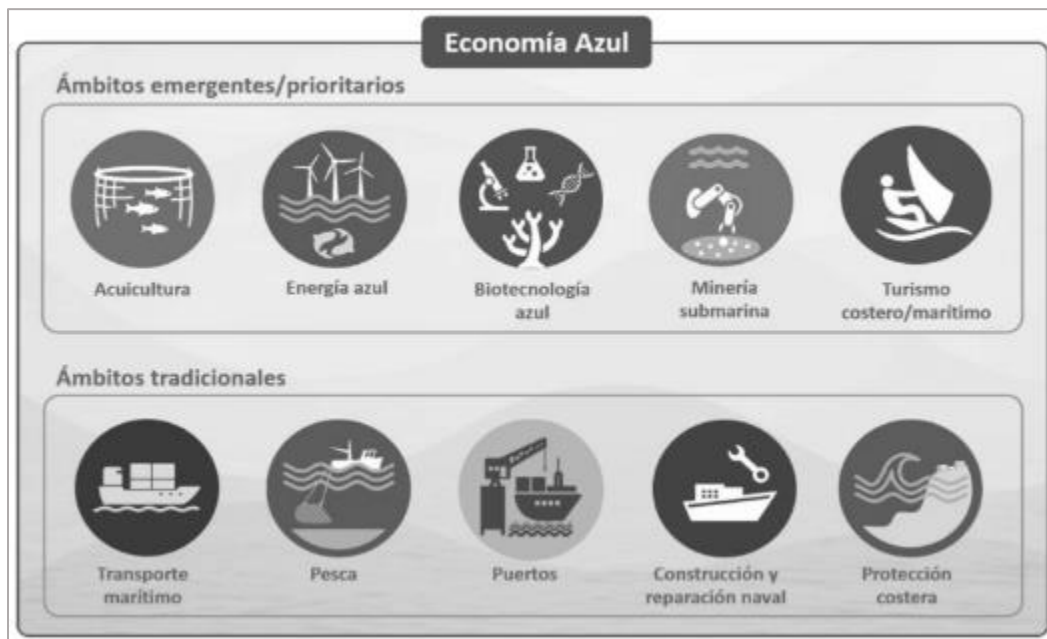 Economía Azul
Ámbitos emergentes/prioritarios
Acuicultura
Energía azul
Biotecnología
azul
Minería
submarina
Turismo
costero/marítimo
Ámbitos tradicionales
Transporte
marítimo
Pesca
Puertos
Construcción y
reparación naval
Protección
costera